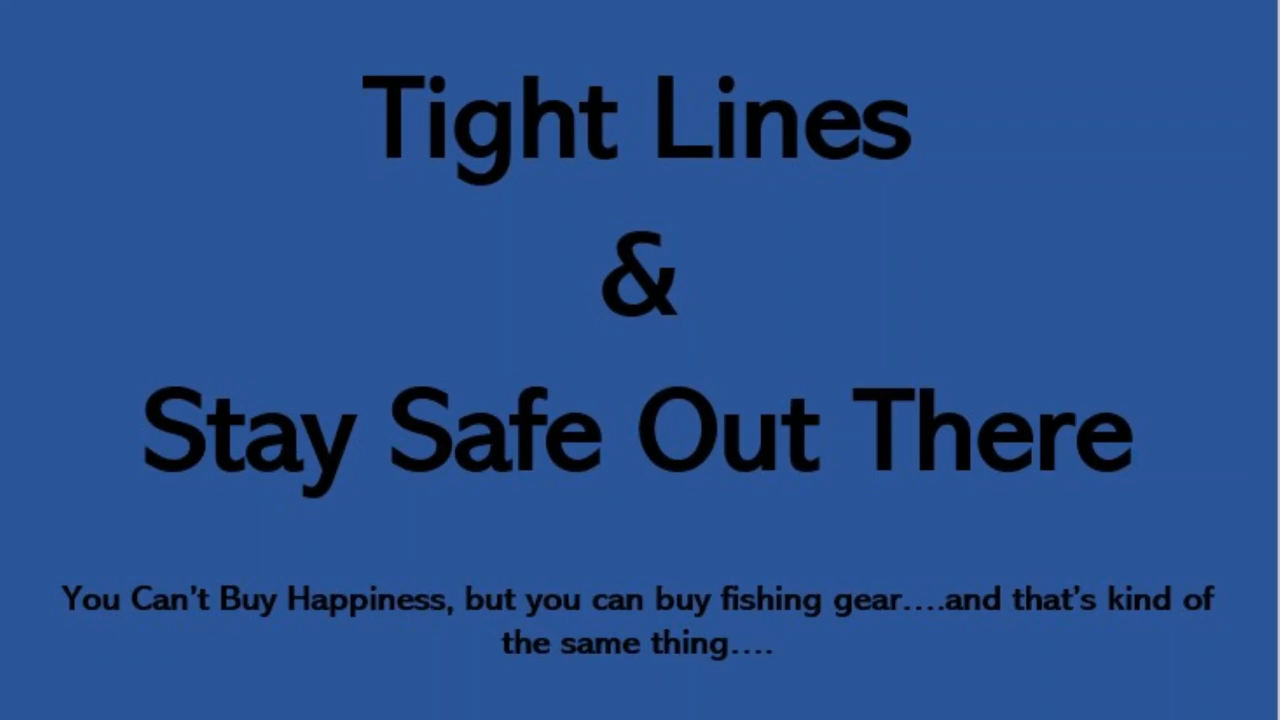 Tight Lines
&
Stay Safe Out There
You Can't Buy Happiness, but you can buy fishing gear....and that's kind of
the same thing....